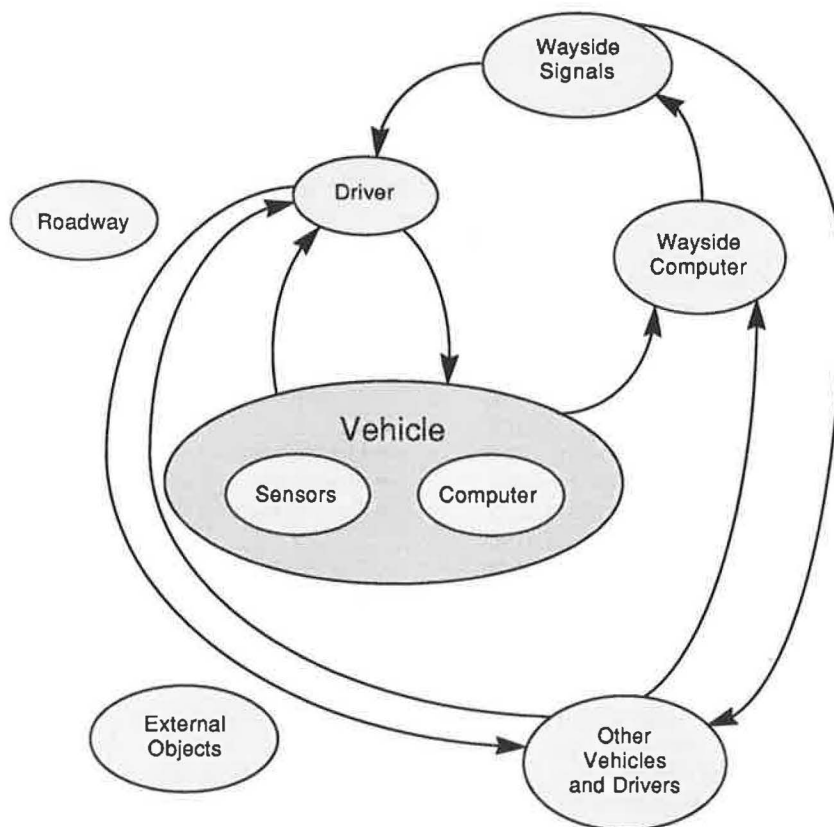 Wayside
Signals
Driver
Roadway
Wayside
Computer
Vehicle
Sensors
Computer
External
Objects
Other
Vehicles
and Drivers